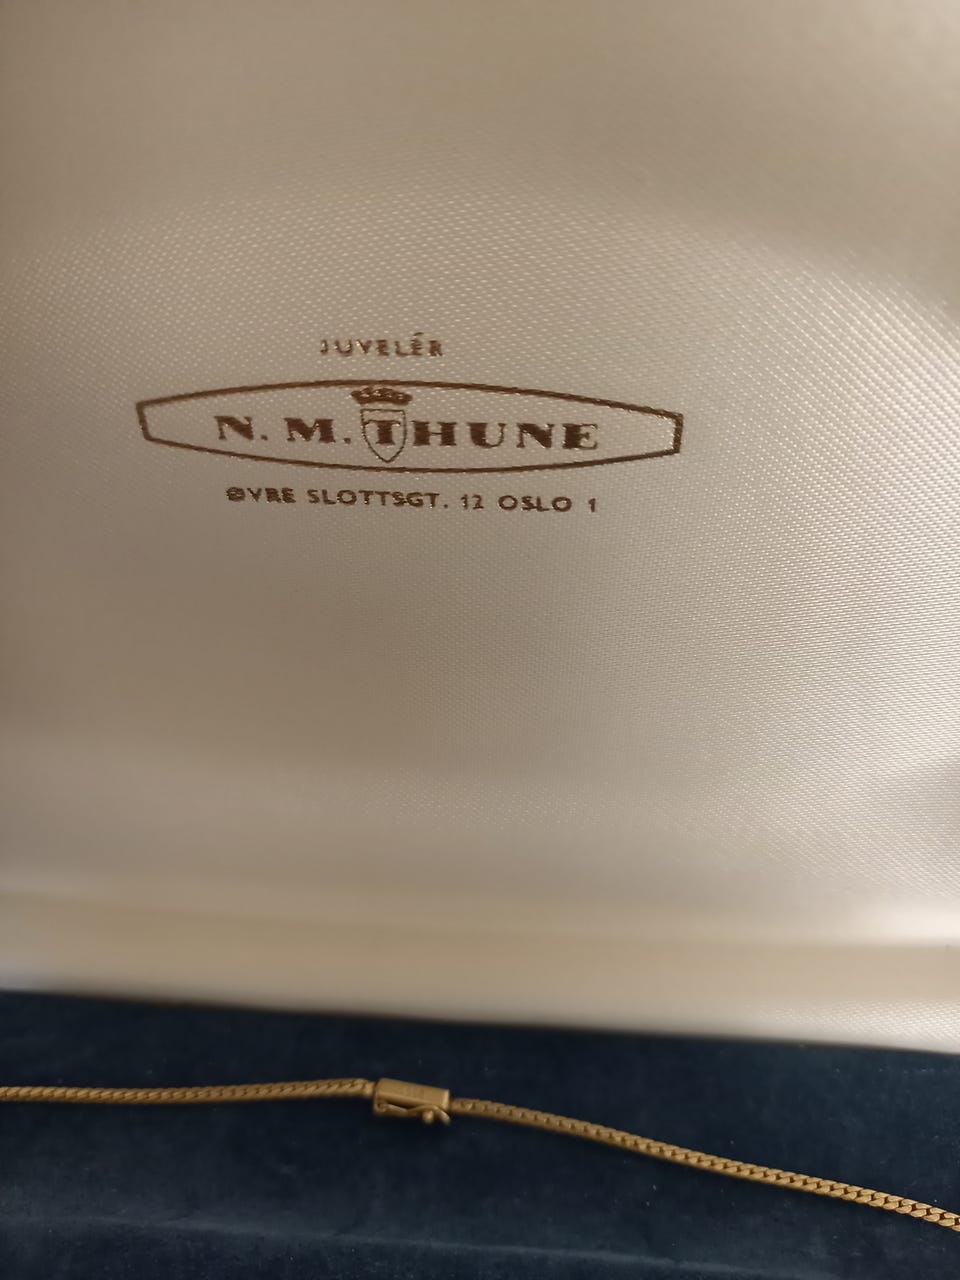 JUVELÉR
N. M. THUNE
ØVRE SLOTTSGT. 12 OSLO 1